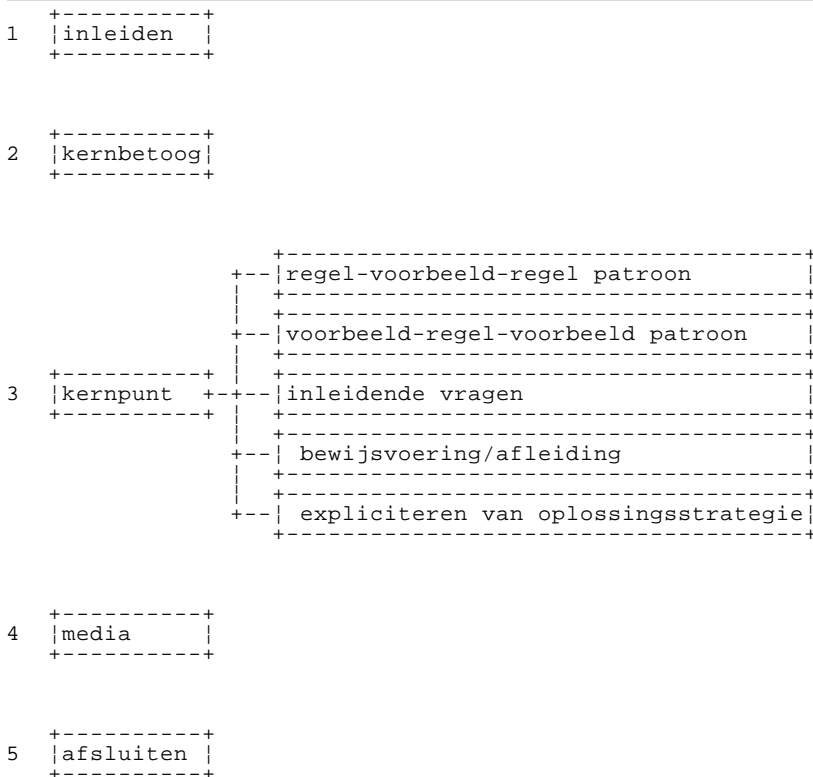 1 inleiden
2 kernbetoog
regel-voorbeeld-regel patroon
voorbeeld-regel-voorbeeld patroon
3 kernpunt inleidende vragen
bewijsvoering/afleiding
expliciteren van oplossingsstrategie
4 media
5 afsluiten